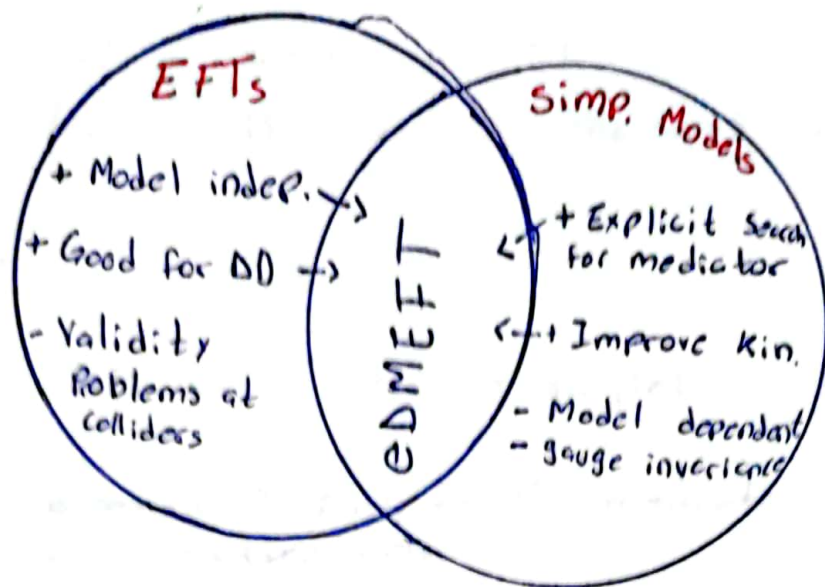 EFTs
+ Model indep.
+ Good for DD
- Validity
Problems at
colliders
eDMEFT
Simp. Models
+ Explicit search
for mediator
+ Improve kin.
- Model dependant
- gauge invarience